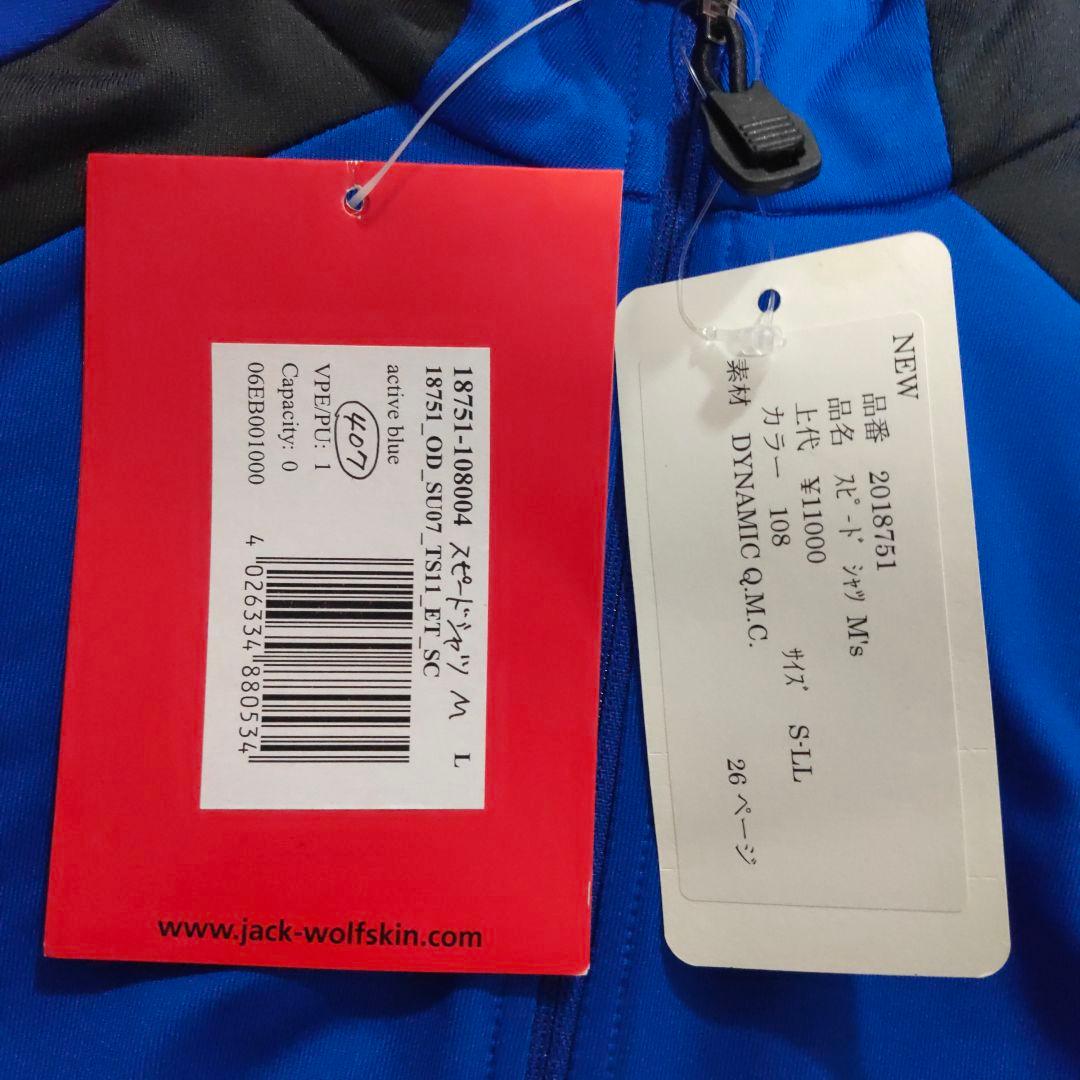 18751-108004 スピードシャツ M L
18751_OD_SU07_TS11_ET_SC
active blue
407
VPE/PU: 1
Capacity: 0
06EB001000
4 026334 880534
www.jack-wolfskin.com
NEW
品番 2018751
品名 ｽﾋﾟｰﾄﾞ ｼｬﾂ M's
上代 ¥11000
カラー 108 ｻｲｽﾞ S-LL
素材 DYNAMIC Q.M.C.
26 ページ